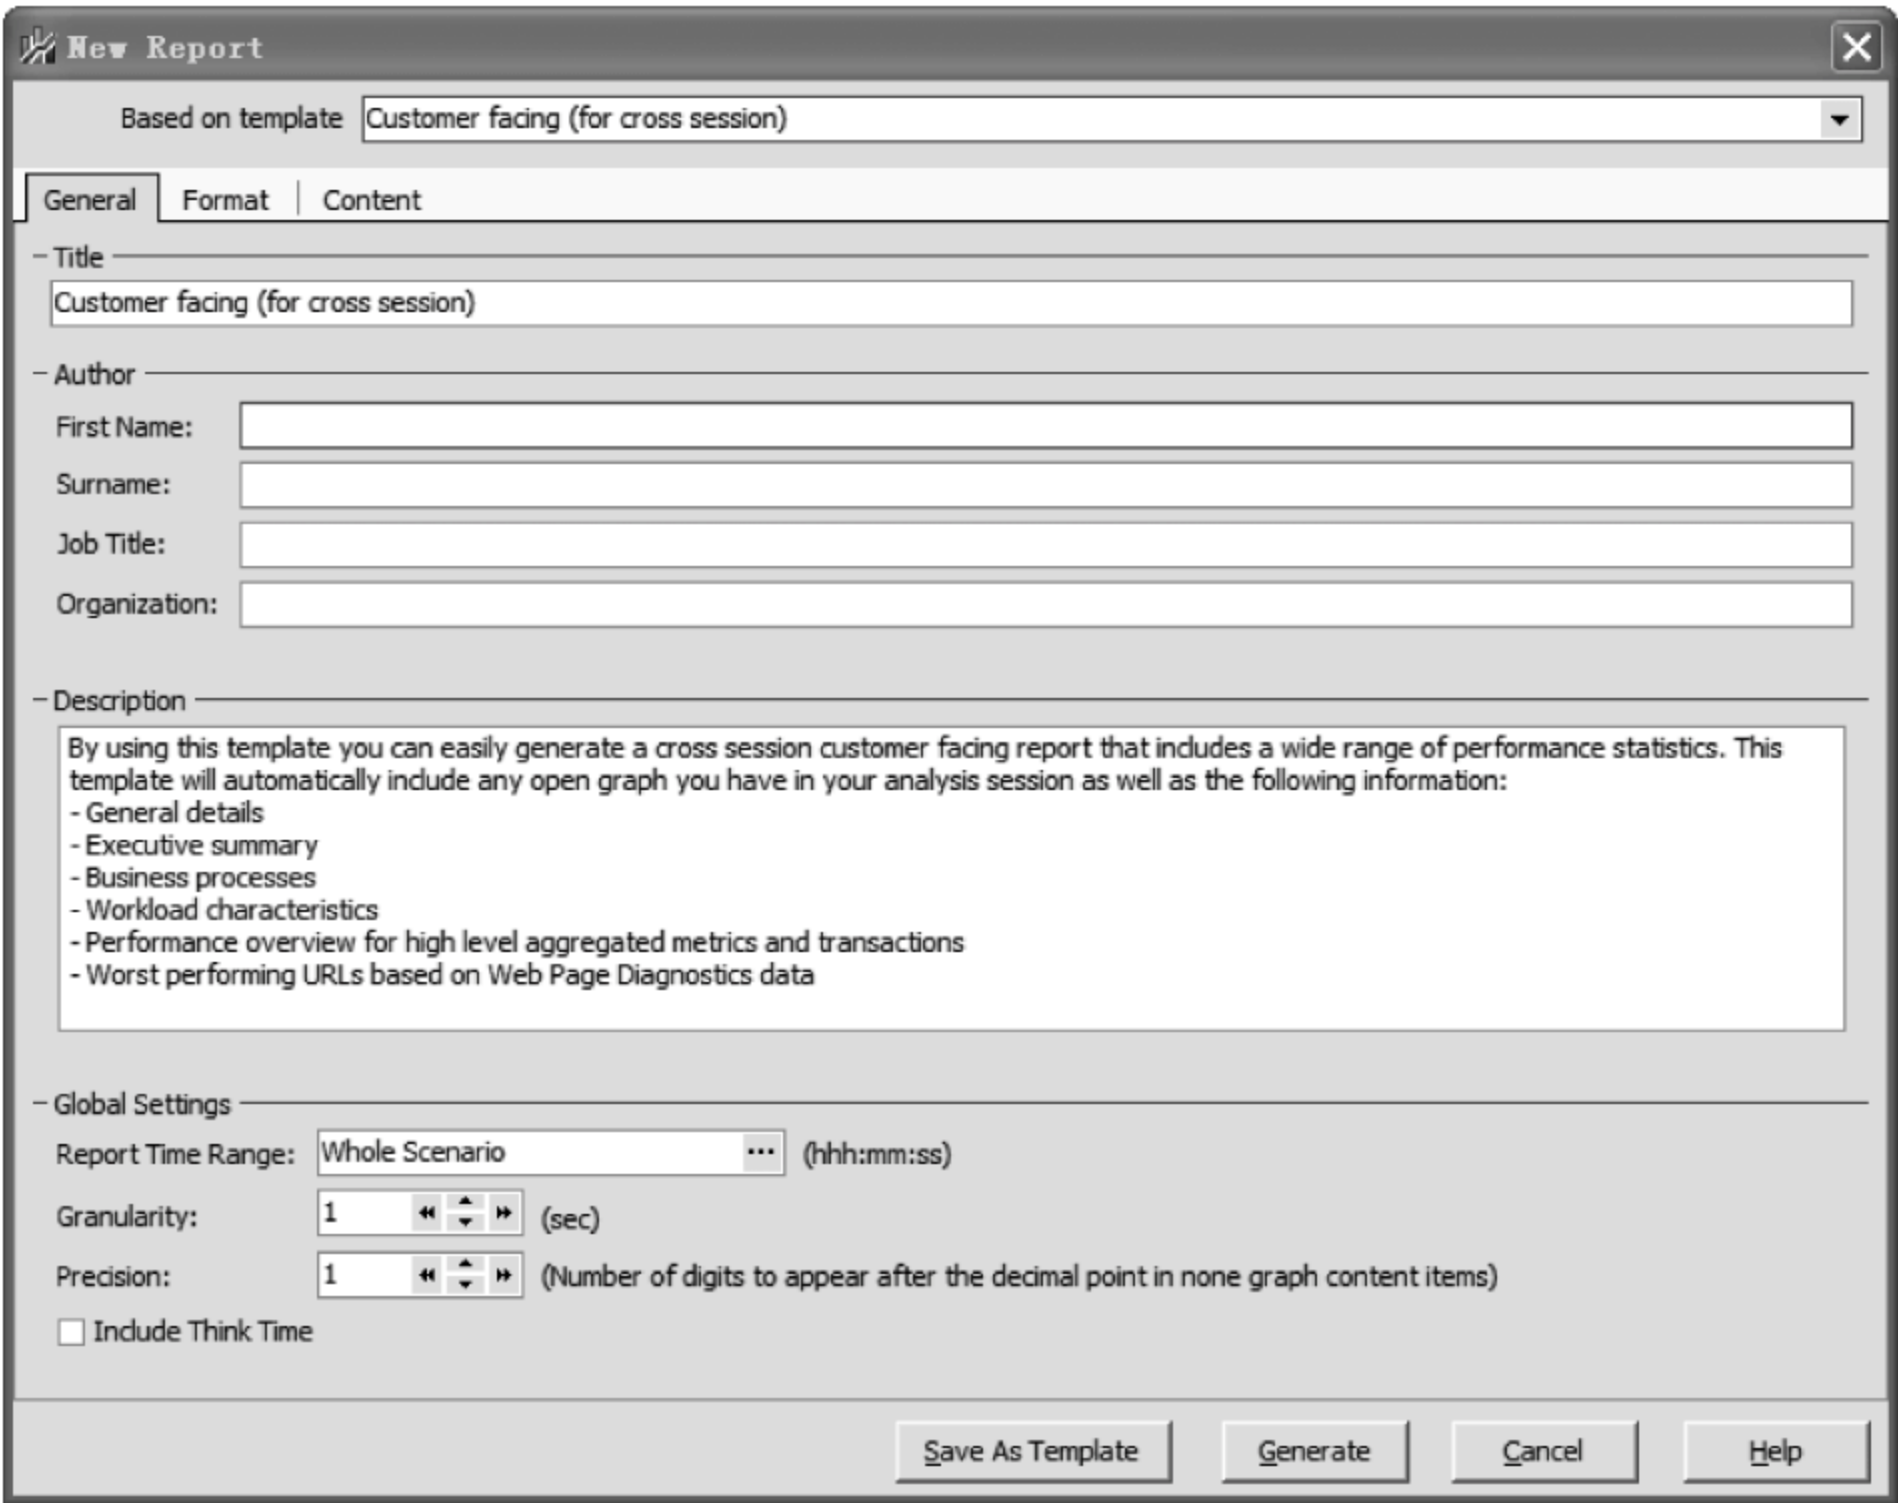 New Report
Based on template Customer facing (for cross session)
General Format Content
Title
Customer facing (for cross session)
Author
First Name:
Surname:
Job Title:
Organization:
Description
By using this template you can easily generate a cross session customer facing report that includes a wide range of performance statistics. This
template will automatically include any open graph you have in your analysis session as well as the following information:
- General details
- Executive summary
- Business processes
- Workload characteristics
- Performance overview for high level aggregated metrics and transactions
- Worst performing URLs based on Web Page Diagnostics data
Global Settings
Report Time Range: Whole Scenario ... (hhh:mm:ss)
Granularity: 1 (sec)
Precision: 1 (Number of digits to appear after the decimal point in none graph content items)
Include Think Time
Save As Template Generate Cancel Help